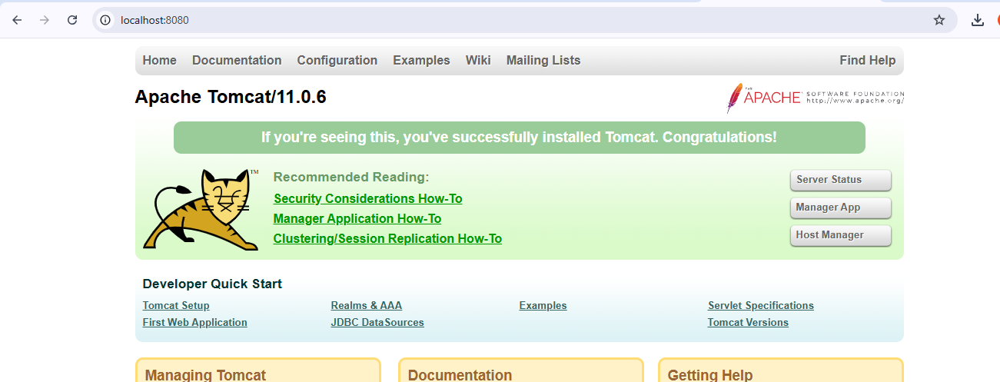 localhost:8080
Home Documentation Configuration Examples Wiki Mailing Lists Find Help
Apache Tomcat/11.0.6
THE APACHE SOFTWARE FOUNDATION
http://www.apache.org/
If you're seeing this, you've successfully installed Tomcat. Congratulations!
TM
Recommended Reading:
Security Considerations How-To
Manager Application How-To
Clustering/Session Replication How-To
Server Status
Manager App
Host Manager
Developer Quick Start
Tomcat Setup
First Web Application
Realms & AAA
JDBC DataSources
Examples
Servlet Specifications
Tomcat Versions
Managing Tomcat
Documentation
Getting Help